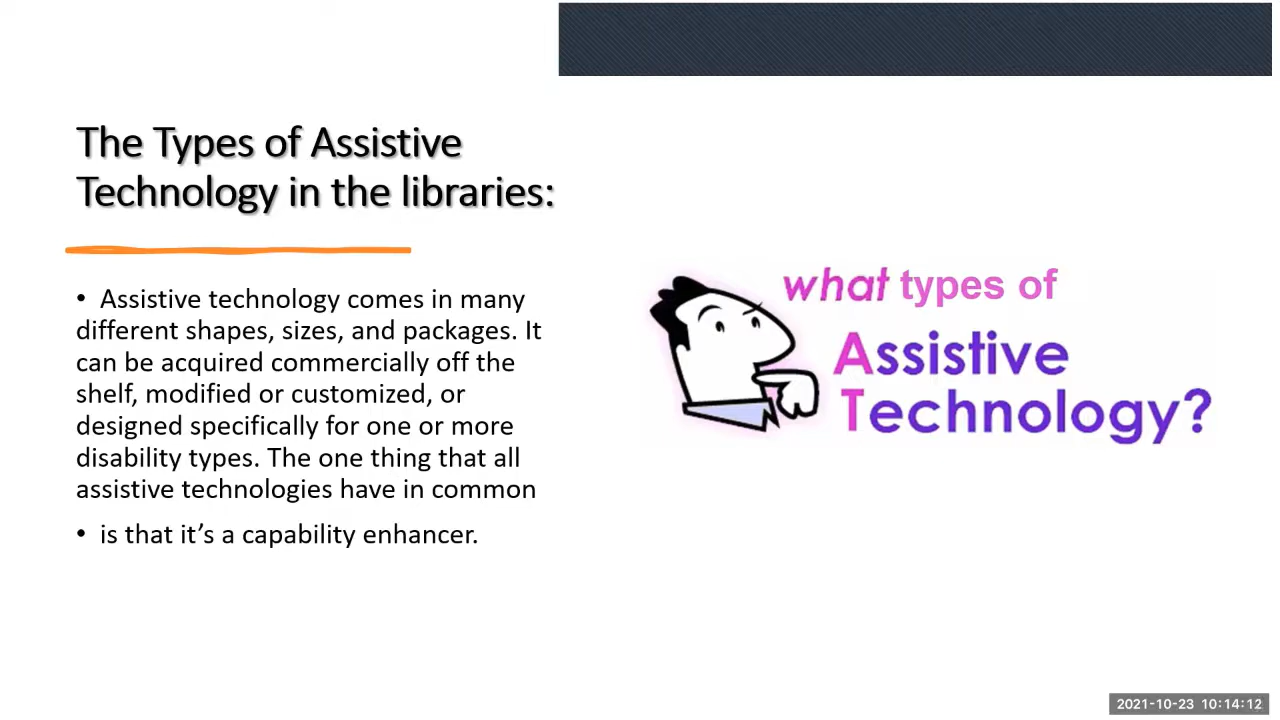 The Types of Assistive
Technology in the libraries:
• Assistive technology comes in many
different shapes, sizes, and packages. It
can be acquired commercially off the
shelf, modified or customized, or
designed specifically for one or more
disability types. The one thing that all
assistive technologies have in common
• is that it’s a capability enhancer.
what types of
Assistive
Technology?
2021-10-23 10:14:12